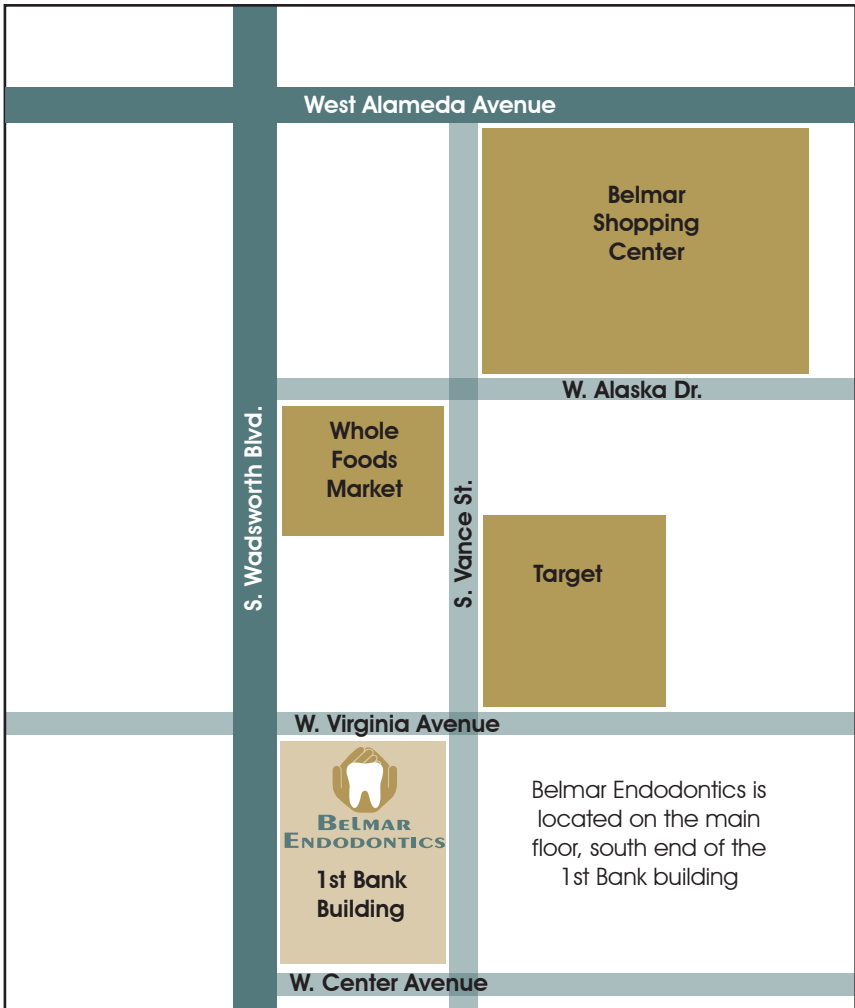 West Alameda Avenue
Belmar
Shopping
Center
W. Alaska Dr.
S. Wadsworth Blvd.
Whole
Foods
Market
S. Vance St.
Target
W. Virginia Avenue
BELMAR
ENDODONTICS
1st Bank
Building
Belmar Endodontics is
located on the main
floor, south end of the
1st Bank building
W. Center Avenue